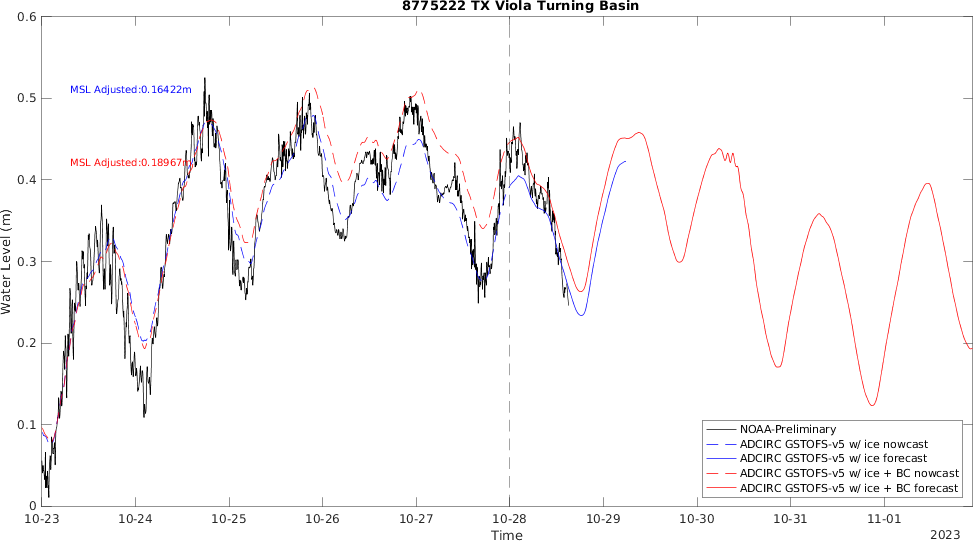 8775222 TX Viola Turning Basin
Water Level (m)
0.6
0.5
0.4
0.3
0.2
0.1
0
MSL Adjusted:0.16422m
MSL Adjusted:0.18967m
NOAA-Preliminary
ADCIRC GSTOFS-v5 w/ ice nowcast
ADCIRC GSTOFS-v5 w/ ice forecast
ADCIRC GSTOFS-v5 w/ ice + BC nowcast
ADCIRC GSTOFS-v5 w/ ice + BC forecast
10-23 10-24 10-25 10-26 10-27 10-28 10-29 10-30 10-31 11-01
Time
2023